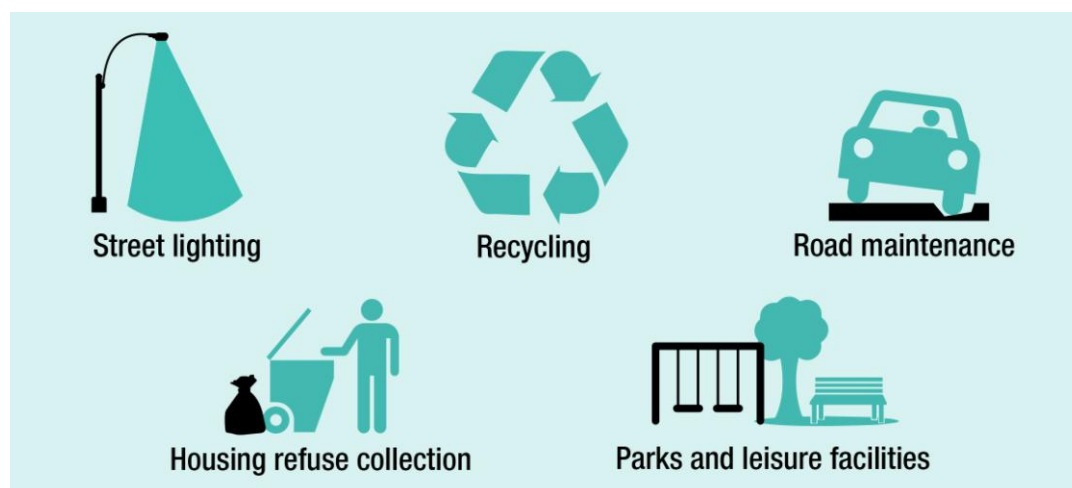 Street lighting
Recycling
Road maintenance
Housing refuse collection
Parks and leisure facilities